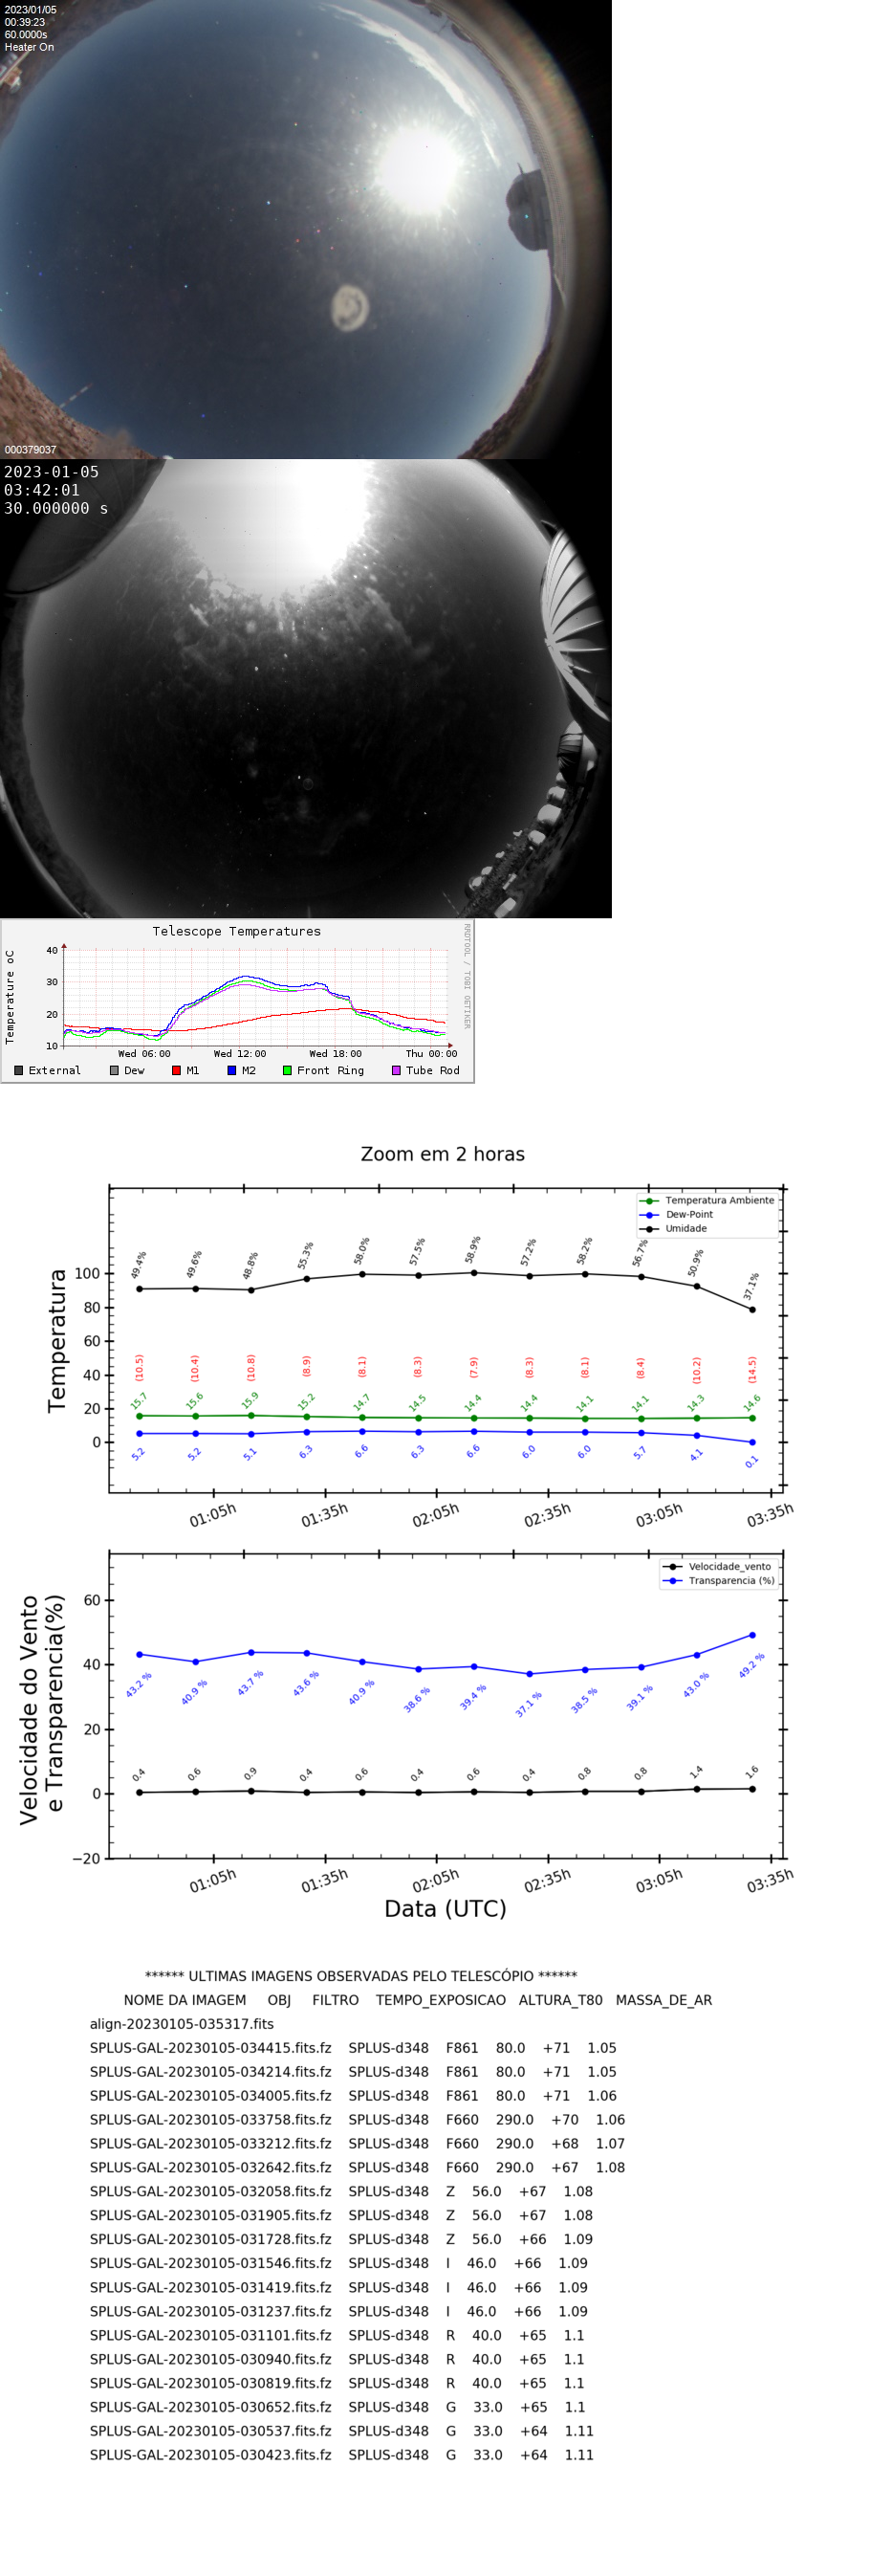 2023/01/05
00:39:23
60.0000s
Heater On
000379037
2023-01-05
03:42:01
30.000000 s
Telescope Temperatures
RRDTOOL / TOBI OETIKER
Temperature oC
40
30
20
10
Wed 06:00 Wed 12:00 Wed 18:00 Thu 00:00
External Dew M1 M2 Front Ring Tube Rod
Zoom em 2 horas
Temperatura Ambiente
Dew-Point
Umidade
Temperatura
100
80
60
40
20
0
49.4% 49.6% 48.8% 55.3% 58.0% 57.5% 58.9% 57.2% 58.2% 56.7% 50.9% 37.1%
(10.5) (10.4) (10.8) (8.9) (8.1) (8.3) (7.9) (8.3) (8.1) (8.4) (10.2) (14.5)
15.7 15.6 15.9 15.2 14.7 14.5 14.4 14.4 14.1 14.1 14.3 14.6
5.2 5.2 5.1 6.3 6.6 6.3 6.6 6.0 6.0 5.7 4.1 0.1
01:05h 01:35h 02:05h 02:35h 03:05h 03:35h
Velocidade_vento
Transparencia (%)
Velocidade do Vento
e Transparencia(%)
60
40
20
0
−20
43.2 % 40.9 % 43.7 % 43.6 % 40.9 % 38.6 % 39.4 % 37.1 % 38.5 % 39.1 % 43.0 % 49.2 %
0.4 0.6 0.9 0.4 0.6 0.4 0.6 0.4 0.8 0.8 1.4 1.6
01:05h 01:35h 02:05h 02:35h 03:05h 03:35h
Data (UTC)
****** ULTIMAS IMAGENS OBSERVADAS PELO TELESCÓPIO ******
NOME DA IMAGEM OBJ FILTRO TEMPO_EXPOSICAO ALTURA_T80 MASSA_DE_AR
align-20230105-035317.fits
SPLUS-GAL-20230105-034415.fits.fz SPLUS-d348 F861 80.0 +71 1.05
SPLUS-GAL-20230105-034214.fits.fz SPLUS-d348 F861 80.0 +71 1.05
SPLUS-GAL-20230105-034005.fits.fz SPLUS-d348 F861 80.0 +71 1.06
SPLUS-GAL-20230105-033758.fits.fz SPLUS-d348 F660 290.0 +70 1.06
SPLUS-GAL-20230105-033212.fits.fz SPLUS-d348 F660 290.0 +68 1.07
SPLUS-GAL-20230105-032642.fits.fz SPLUS-d348 F660 290.0 +67 1.08
SPLUS-GAL-20230105-032058.fits.fz SPLUS-d348 Z 56.0 +67 1.08
SPLUS-GAL-20230105-031905.fits.fz SPLUS-d348 Z 56.0 +67 1.08
SPLUS-GAL-20230105-031728.fits.fz SPLUS-d348 Z 56.0 +66 1.09
SPLUS-GAL-20230105-031546.fits.fz SPLUS-d348 I 46.0 +66 1.09
SPLUS-GAL-20230105-031419.fits.fz SPLUS-d348 I 46.0 +66 1.09
SPLUS-GAL-20230105-031237.fits.fz SPLUS-d348 I 46.0 +66 1.09
SPLUS-GAL-20230105-031101.fits.fz SPLUS-d348 R 40.0 +65 1.1
SPLUS-GAL-20230105-030940.fits.fz SPLUS-d348 R 40.0 +65 1.1
SPLUS-GAL-20230105-030819.fits.fz SPLUS-d348 R 40.0 +65 1.1
SPLUS-GAL-20230105-030652.fits.fz SPLUS-d348 G 33.0 +65 1.1
SPLUS-GAL-20230105-030537.fits.fz SPLUS-d348 G 33.0 +64 1.11
SPLUS-GAL-20230105-030423.fits.fz SPLUS-d348 G 33.0 +64 1.11